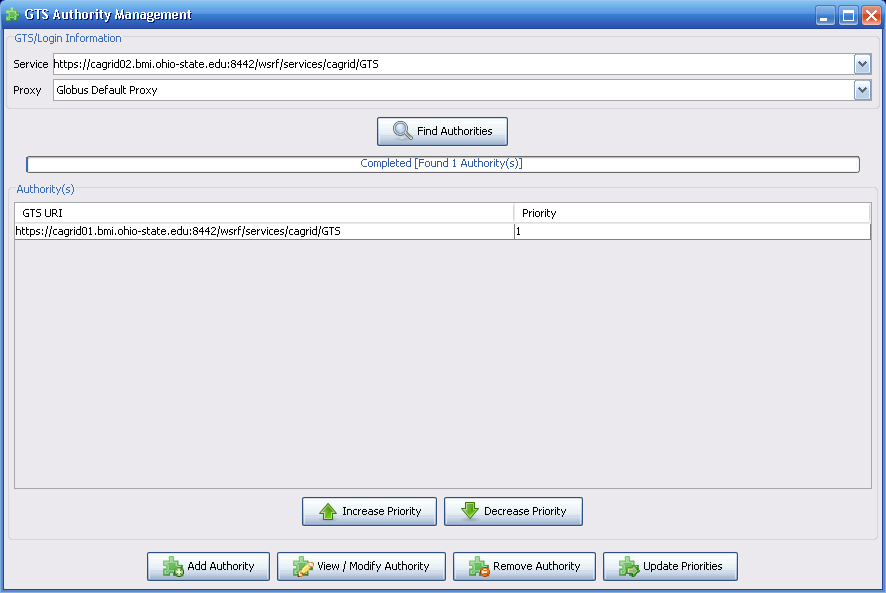 GTS Authority Management
GTS/Login Information
Service https://cagrid02.bmi.ohio-state.edu:8442/wsrf/services/cagrid/GTS
Proxy Globus Default Proxy
Find Authorities
Completed [Found 1 Authority(s)]
Authority(s)
GTS URI Priority
https://cagrid01.bmi.ohio-state.edu:8442/wsrf/services/cagrid/GTS 1
Increase Priority Decrease Priority
Add Authority View / Modify Authority Remove Authority Update Priorities